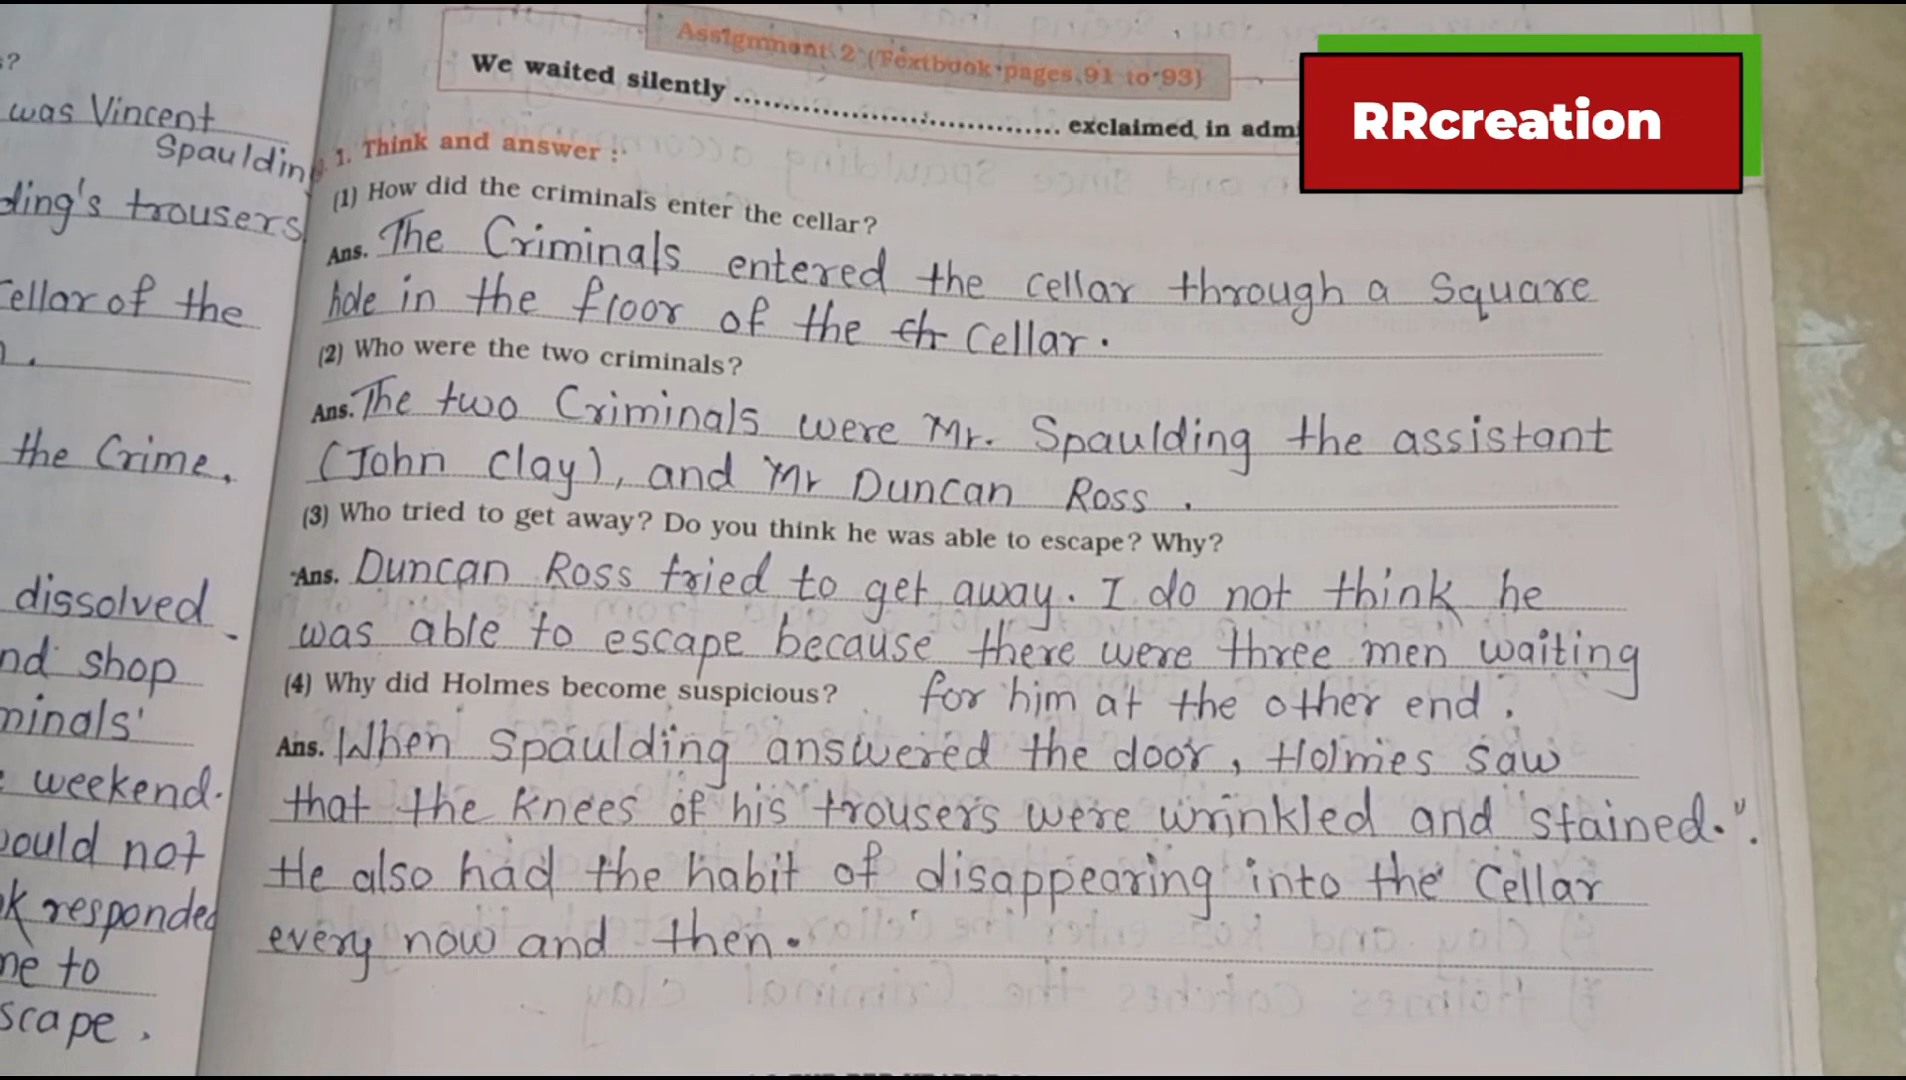 s?
was Vincent
Spaulding
ding's trousers
Cellar of the
the Crime.
dissolved
nd shop
minals'
weekend.
ould not
k responded
me to
scape.
Assignment 2 (Textbook pages 91 to 93)
We waited silently .................................... exclaimed in adm
RRcreation
1. Think and answer :
(1) How did the criminals enter the cellar?
Ans. The Criminals entered the cellar through a Square
hole in the floor of the Cellar.
(2) Who were the two criminals?
Ans. The two Criminals were Mr. Spaulding the assistant
(John clay), and Mr Duncan Ross.
(3) Who tried to get away? Do you think he was able to escape? Why?
Ans. Duncan Ross tried to get away. I do not think he
was able to escape because there were three men waiting
for him at the other end.
(4) Why did Holmes become suspicious?
Ans. When Spaulding answered the door, Holmes saw
that the knees of his trousers were wrinkled and "stained.".
He also had the habit of disappearing into the Cellar
every now and then.